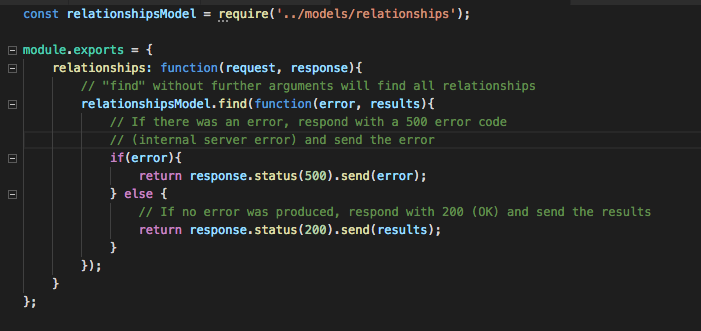 const relationshipsModel = require('../models/relationships');
module.exports = {
relationships: function(request, response){
// "find" without further arguments will find all relationships
relationshipsModel.find(function(error, results){
// If there was an error, respond with a 500 error code
// (internal server error) and send the error
if(error){
return response.status(500).send(error);
} else {
// If no error was produced, respond with 200 (OK) and send the results
return response.status(200).send(results);
}
});
}
};